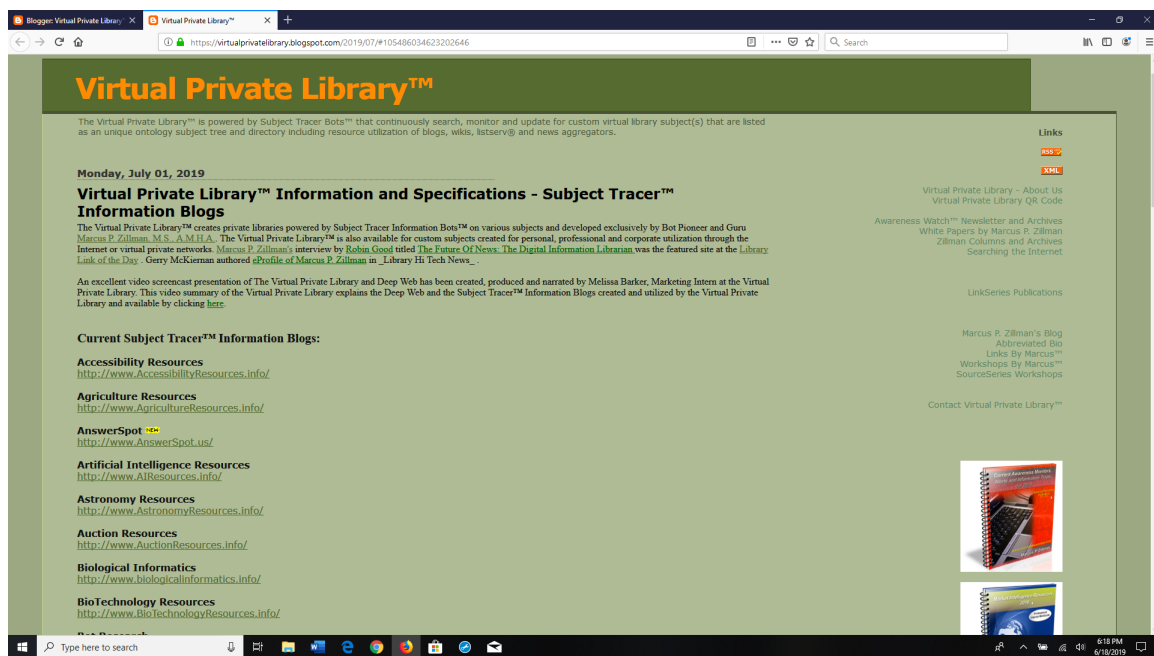 Blogger: Virtual Private Library™
Virtual Private Library™
https://virtualprivatelibrary.blogspot.com/2019/07/#105486034623202646
Search
Virtual Private Library™
The Virtual Private Library™ is powered by Subject Tracer Bots™ that continuously search, monitor and update for custom virtual library subject(s) that are listed
as an unique ontology subject tree and directory including resource utilization of blogs, wikis, listserv® and news aggregators.
Monday, July 01, 2019
Virtual Private Library™ Information and Specifications - Subject Tracer™
Information Blogs
The Virtual Private Library™ creates private libraries powered by Subject Tracer Information Bots™ on various subjects and developed exclusively by Bot Pioneer and Guru
Marcus P. Zillman, M.S., A.M.H.A. . The Virtual Private Library™ is also available for custom subjects created for personal, professional and corporate utilization through the
Internet or virtual private networks. Marcus P. Zillman's interview by Robin Good titled The Future Of News: The Digital Information Librarian was the featured site at the Library
Link of the Day . Gerry McKiernan authored eProfile of Marcus P. Zillman in _Library Hi Tech News_ .
An excellent video screencast presentation of The Virtual Private Library and Deep Web has been created, produced and narrated by Melissa Barker, Marketing Intern at the Virtual
Private Library. This video summary of the Virtual Private Library explains the Deep Web and the Subject Tracer™ Information Blogs created and utilized by the Virtual Private
Library and available by clicking here.
Current Subject Tracer™ Information Blogs:
Accessibility Resources
http://www.AccessibilityResources.info/
Agriculture Resources
http://www.AgricultureResources.info/
AnswerSpot NEW
http://www.AnswerSpot.us/
Artificial Intelligence Resources
http://www.AIResources.info/
Astronomy Resources
http://www.AstronomyResources.info/
Auction Resources
http://www.AuctionResources.info/
Biological Informatics
http://www.biologicalinformatics.info/
BioTechnology Resources
http://www.BioTechnologyResources.info/
Bot Research
Links
RSS
XML
Virtual Private Library - About Us
Virtual Private Library QR Code
Awareness Watch™ Newsletter and Archives
White Papers by Marcus P. Zillman
Zillman Columns and Archives
Searching the Internet
LinkSeries Publications
Marcus P. Zillman's Blog
Abbreviated Bio
Links By Marcus™
Workshops By Marcus™
SourceSeries Workshops
Contact Virtual Private Library™
Type here to search
6:18 PM
6/18/2019